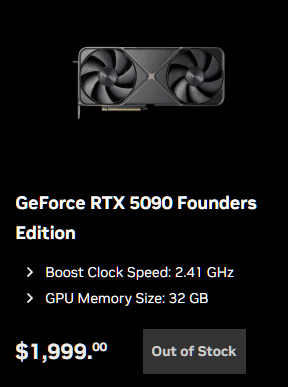 GeForce RTX 5090 Founders
Edition
Boost Clock Speed: 2.41 GHz
GPU Memory Size: 32 GB
$1,999.00
Out of Stock